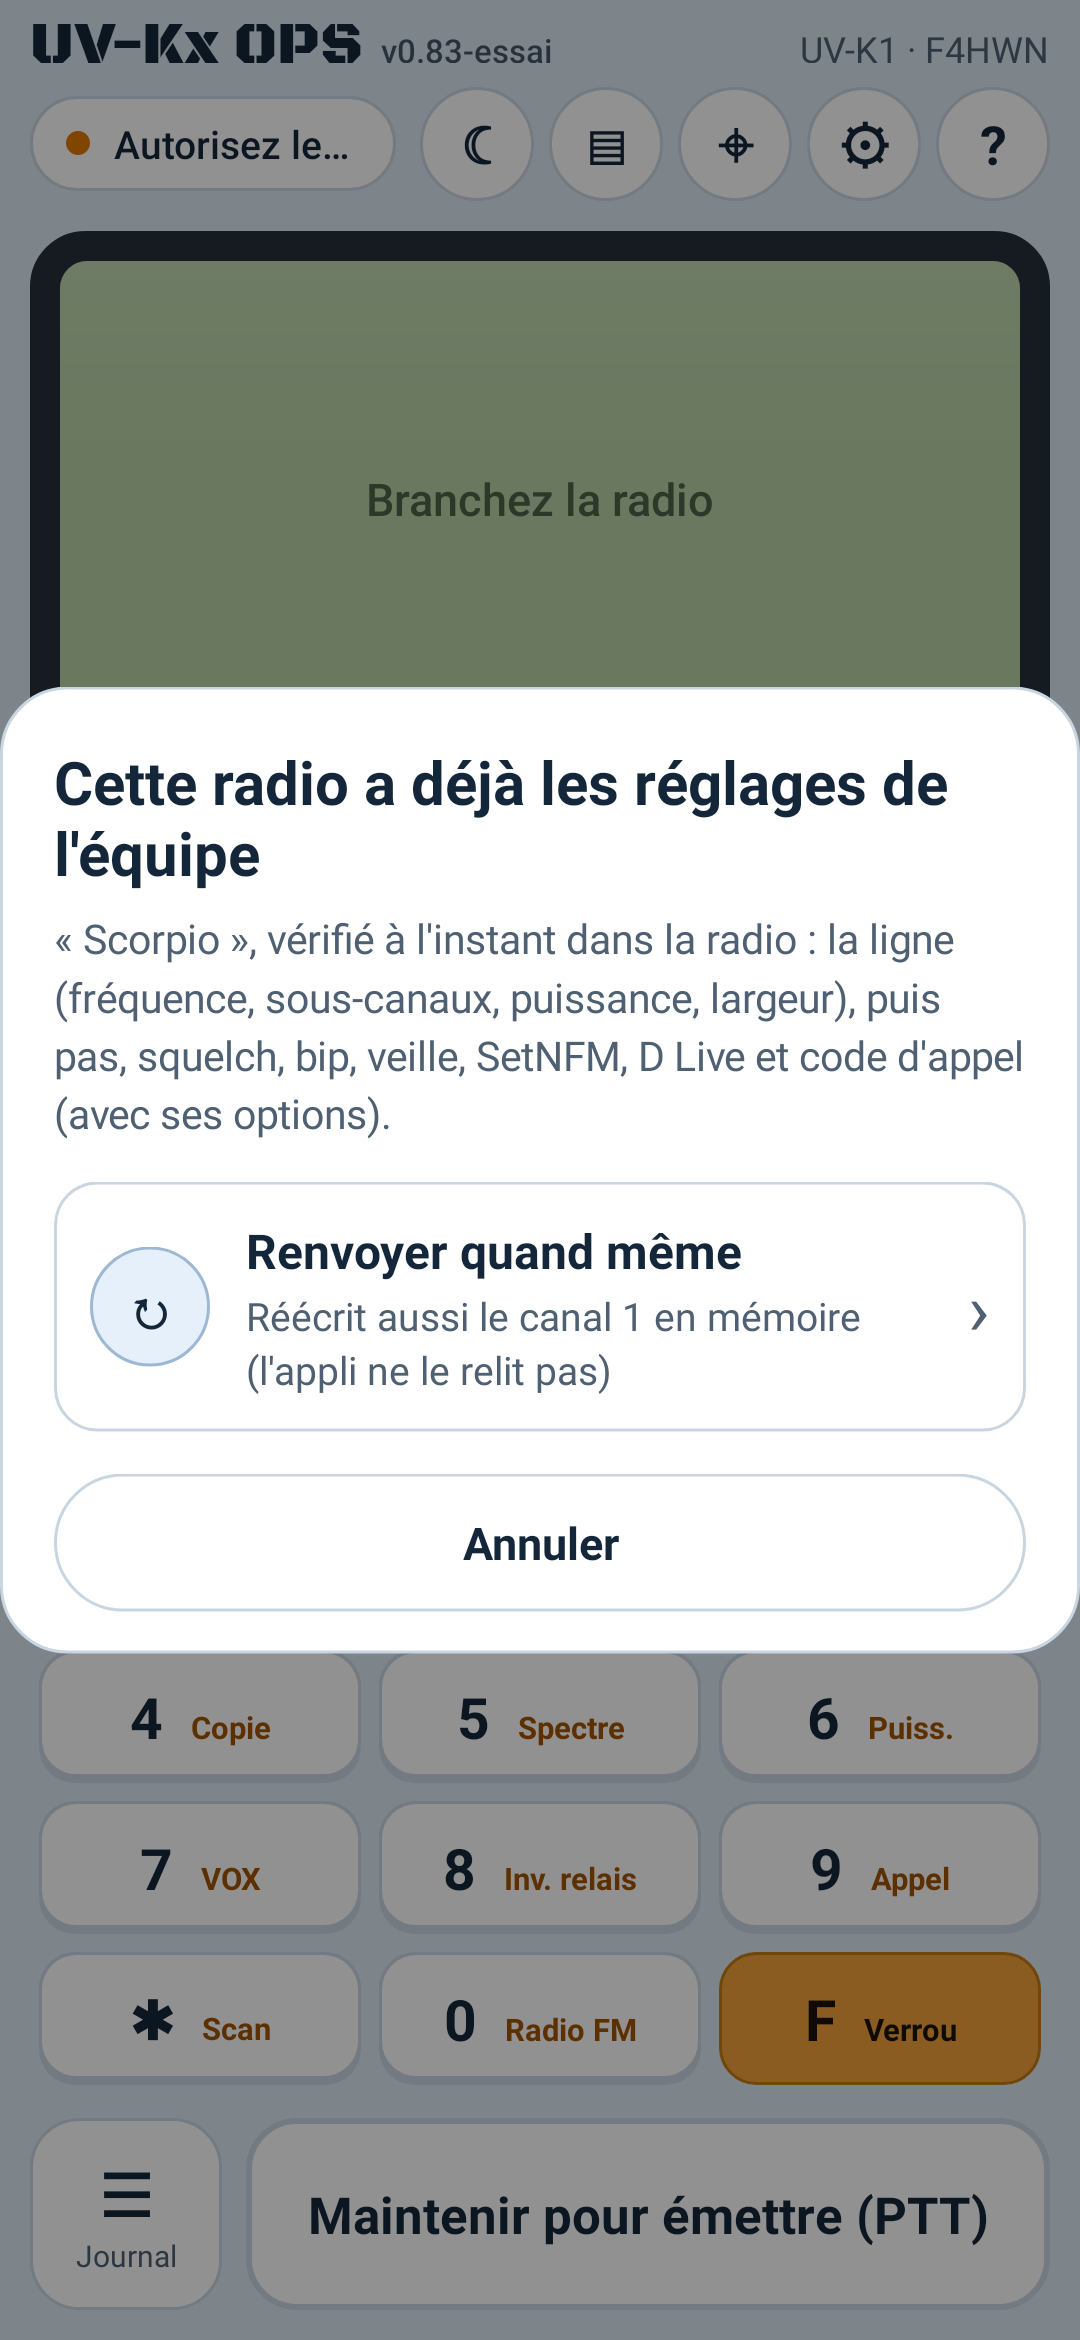 UV-Kx OPS v0.83-essai UV-K1 · F4HWN
Autorisez le… ?
Branchez la radio
Cette radio a déjà les réglages de
l'équipe
« Scorpio », vérifié à l'instant dans la radio : la ligne
(fréquence, sous-canaux, puissance, largeur), puis
pas, squelch, bip, veille, SetNFM, D Live et code d'appel
(avec ses options).
Renvoyer quand même
Réécrit aussi le canal 1 en mémoire
(l'appli ne le relit pas)
Annuler
4 Copie 5 Spectre 6 Puiss.
7 VOX 8 Inv. relais 9 Appel
✱ Scan 0 Radio FM F Verrou
Journal
Maintenir pour émettre (PTT)